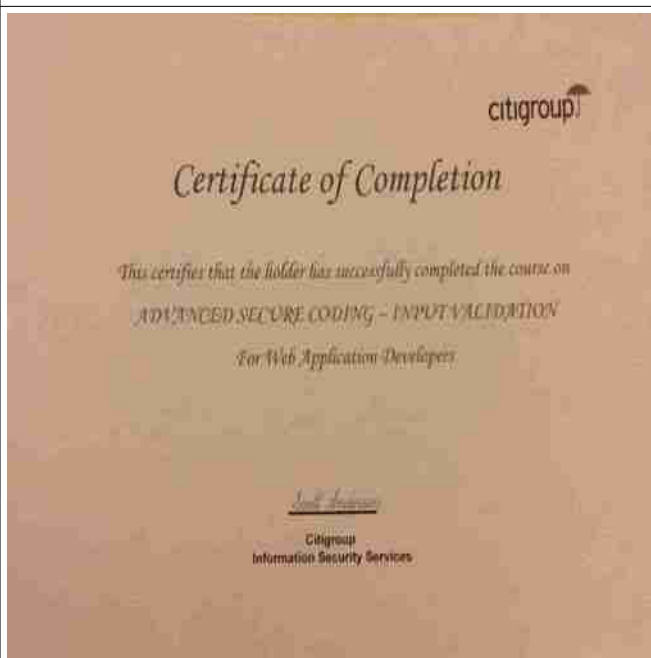 citigroup
Certificate of Completion
This certifies that the holder has successfully completed the course on
ADVANCED SECURE CODING – INPUT VALIDATION
For Web Application Developers
Citigroup
Information Security Services